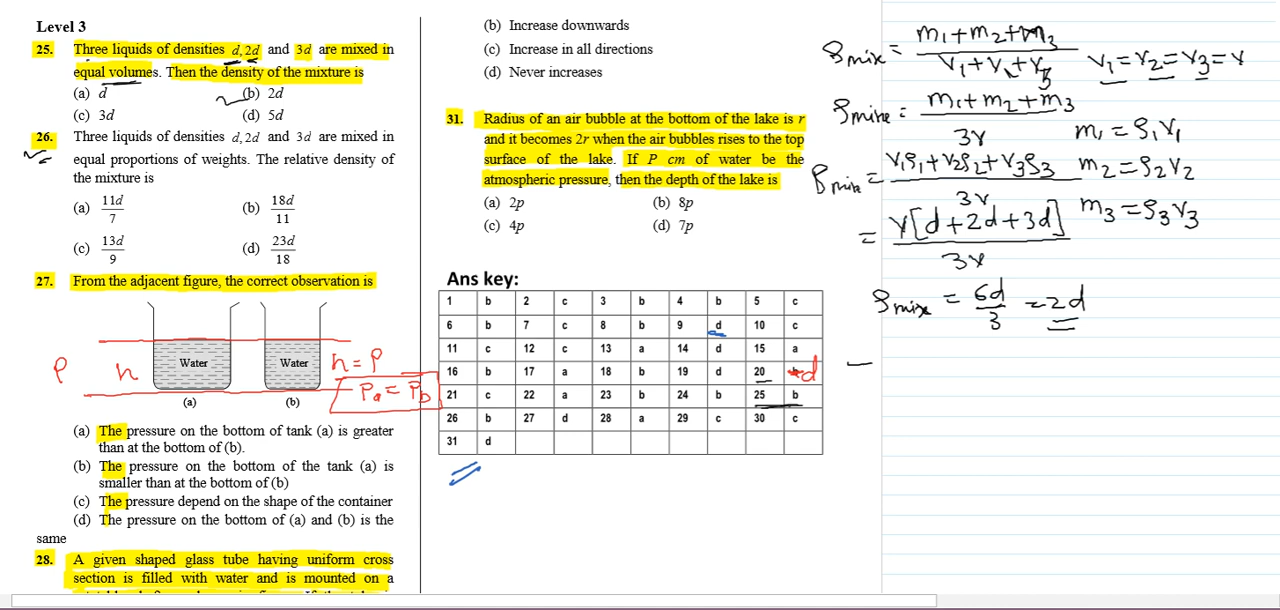 Level 3
25. Three liquids of densities d, 2d and 3d are mixed in
equal volumes. Then the density of the mixture is
(a) d (b) 2d
(c) 3d (d) 5d
26. Three liquids of densities d, 2d and 3d are mixed in
equal proportions of weights. The relative density of
the mixture is
(a) 11d/7 (b) 18d/11
(c) 13d/9 (d) 23d/18
27. From the adjacent figure, the correct observation is
P h Water Water h = P
Pa = Pb
(a) (b)
(a) The pressure on the bottom of tank (a) is greater
than at the bottom of (b).
(b) The pressure on the bottom of the tank (a) is
smaller than at the bottom of (b)
(c) The pressure depend on the shape of the container
(d) The pressure on the bottom of (a) and (b) is the
same
28. A given shaped glass tube having uniform cross
section is filled with water and is mounted on a
(b) Increase downwards
(c) Increase in all directions
(d) Never increases
31. Radius of an air bubble at the bottom of the lake is r
and it becomes 2r when the air bubbles rises to the top
surface of the lake. If P cm of water be the
atmospheric pressure, then the depth of the lake is
(a) 2p (b) 8p
(c) 4p (d) 7p
Ans key:
1 b 2 c 3 b 4 b 5 c
6 b 7 c 8 b 9 d 10 c
11 c 12 c 13 a 14 d 15 a
16 b 17 a 18 b 19 d 20 d
21 c 22 a 23 b 24 b 25 b
26 b 27 d 28 a 29 c 30 c
31 d
ρmix = m1+m2+m3 / V1+V2+V3 V1=V2=V3=V
ρmix = m1+m2+m3 / 3V m1 = ρ1V1
ρmix = V1ρ1+V2ρ2+V3ρ3 / 3V m2 = ρ2V2
= V[d+2d+3d] / 3V m3 = ρ3V3
ρmix = 6d/3 = 2d